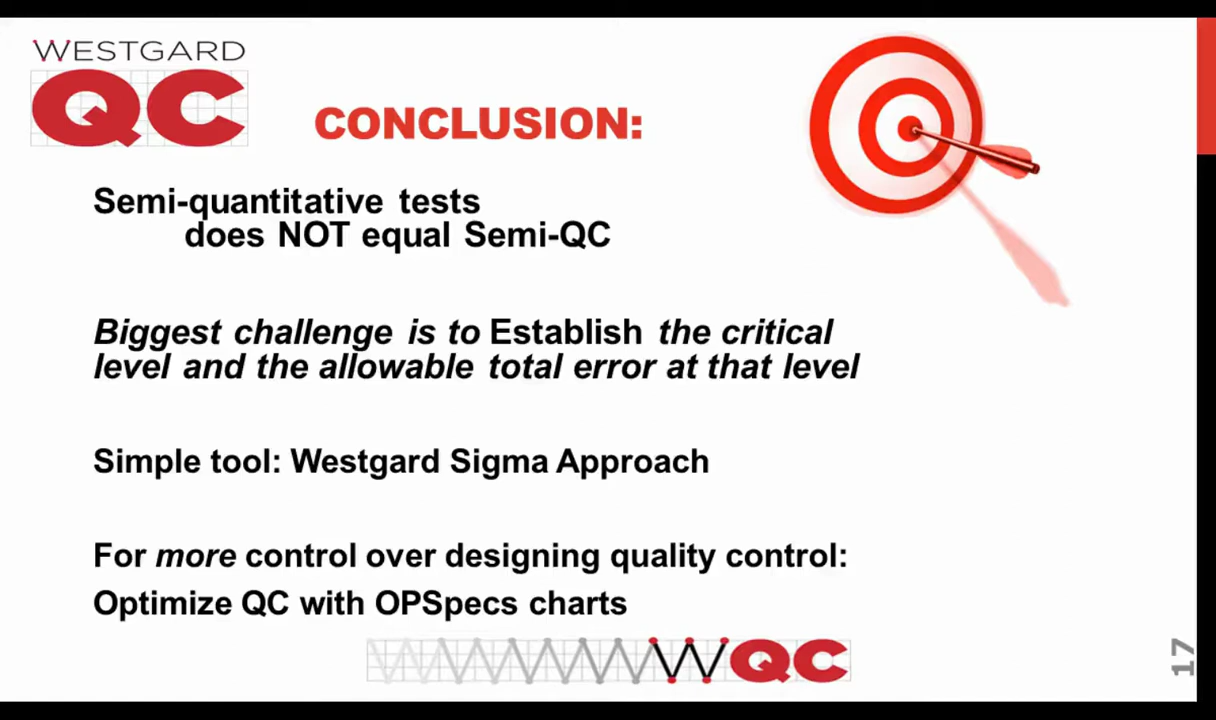 WESTGARD
QC
CONCLUSION:
Semi-quantitative tests
does NOT equal Semi-QC
Biggest challenge is to Establish the critical
level and the allowable total error at that level
Simple tool: Westgard Sigma Approach
For more control over designing quality control:
Optimize QC with OPSpecs charts
WQC
17